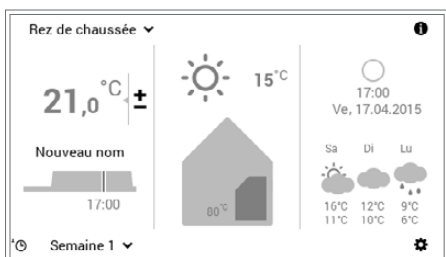 Rez de chaussée
21,0 °C ±
15 °C
17:00
Ve, 17.04.2015
Nouveau nom
17:00
80 °C
Sa Di Lu
16°C 12°C 9°C
11°C 10°C 6°C
Semaine 1